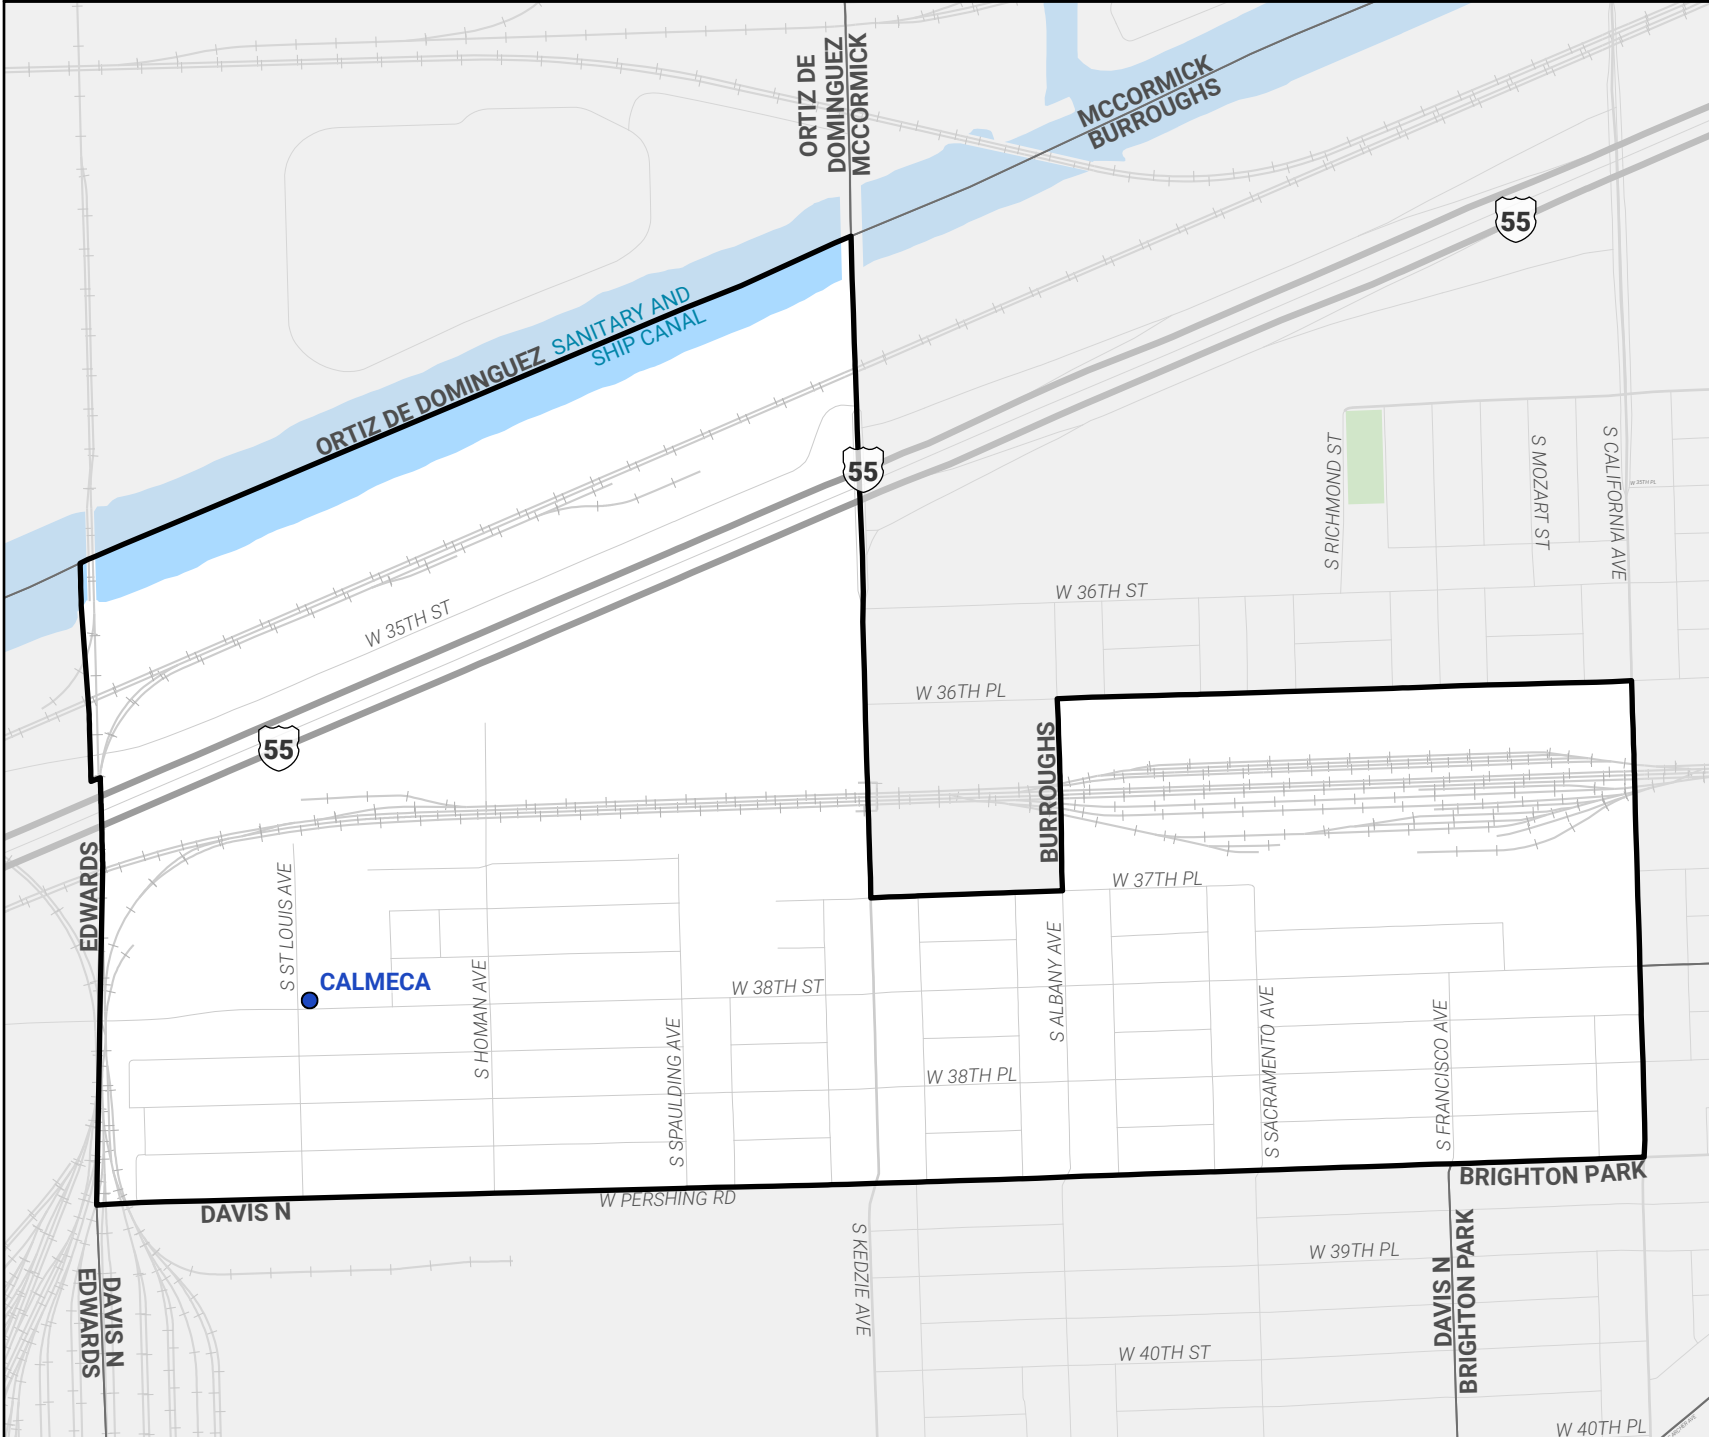 ORTIZ DE
DOMINGUEZ
MCCORMICK
MCCORMICK
BURROUGHS
55
SANITARY AND
SHIP CANAL
ORTIZ DE DOMINGUEZ
55
S RICHMOND ST
S MOZART ST
S CALIFORNIA AVE
W 35TH PL
W 36TH ST
W 35TH ST
W 36TH PL
55
BURROUGHS
EDWARDS
S ST LOUIS AVE
W 37TH PL
CALMECA
S HOMAN AVE
W 38TH ST
S ALBANY AVE
S SPAULDING AVE
W 38TH PL
S SACRAMENTO AVE
S FRANCISCO AVE
BRIGHTON PARK
W PERSHING RD
DAVIS N
S KEDZIE AVE
W 39TH PL
DAVIS N
BRIGHTON PARK
EDWARDS
DAVIS N
W 40TH ST
W 40TH PL